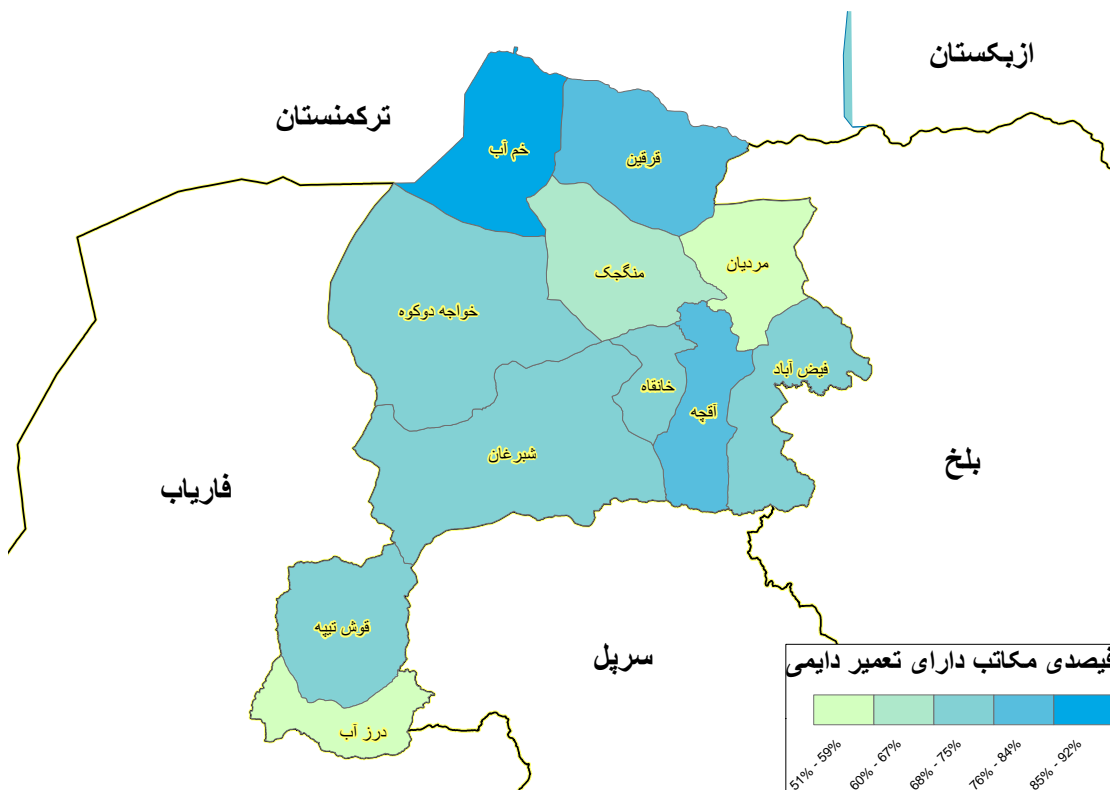 ازبکستان
ترکمنستان
خم آب
قرقین
مردیان
منگجک
خواجه دوکوه
فیض آباد
خانقاه
آقچه
شبرغان
بلخ
فاریاب
قوش تیپه
سرپل
درز آب
فیصدی مکاتب دارای تعمیر دایمی
51% - 59%
60% - 67%
68% - 75%
76% - 84%
85% - 92%